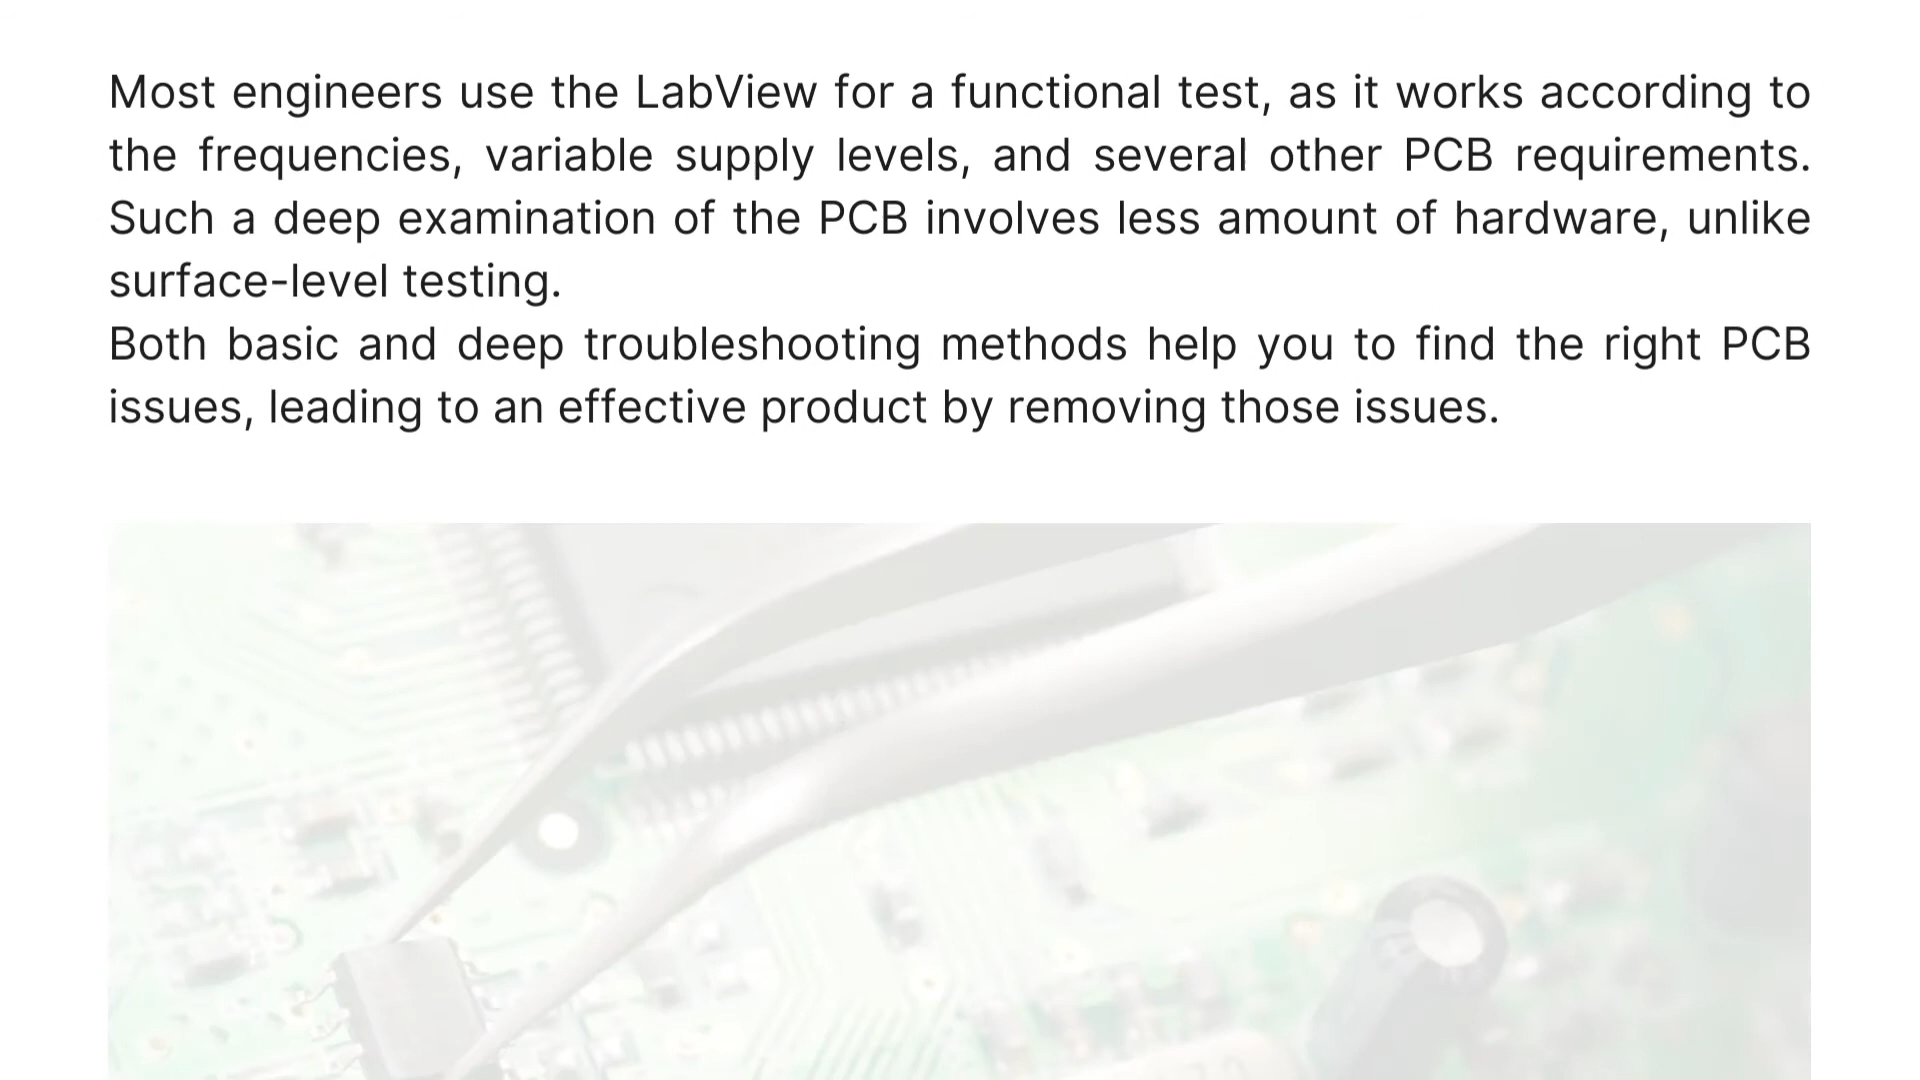 Most engineers use the LabView for a functional test, as it works according to
the frequencies, variable supply levels, and several other PCB requirements.
Such a deep examination of the PCB involves less amount of hardware, unlike
surface-level testing.
Both basic and deep troubleshooting methods help you to find the right PCB
issues, leading to an effective product by removing those issues.